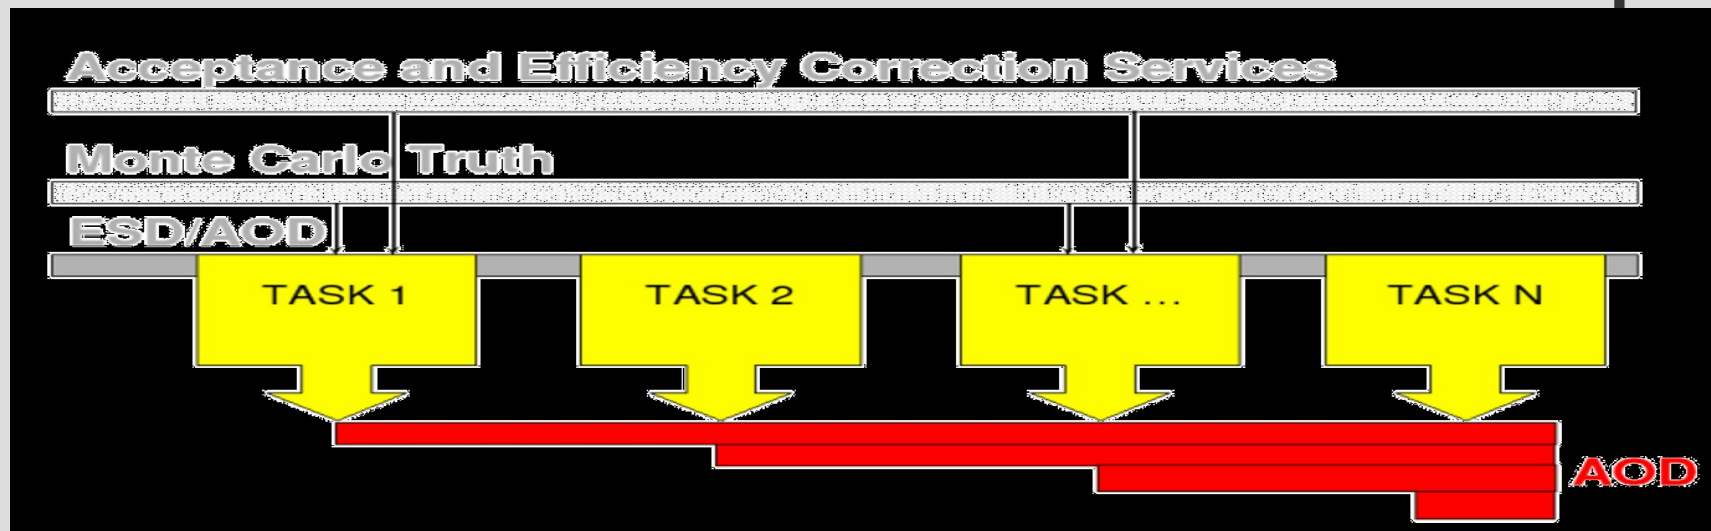 Acceptance and Efficiency Correction Services
Monte Carlo Truth
ESD/AOD
TASK 1
TASK 2
TASK ...
TASK N
AOD